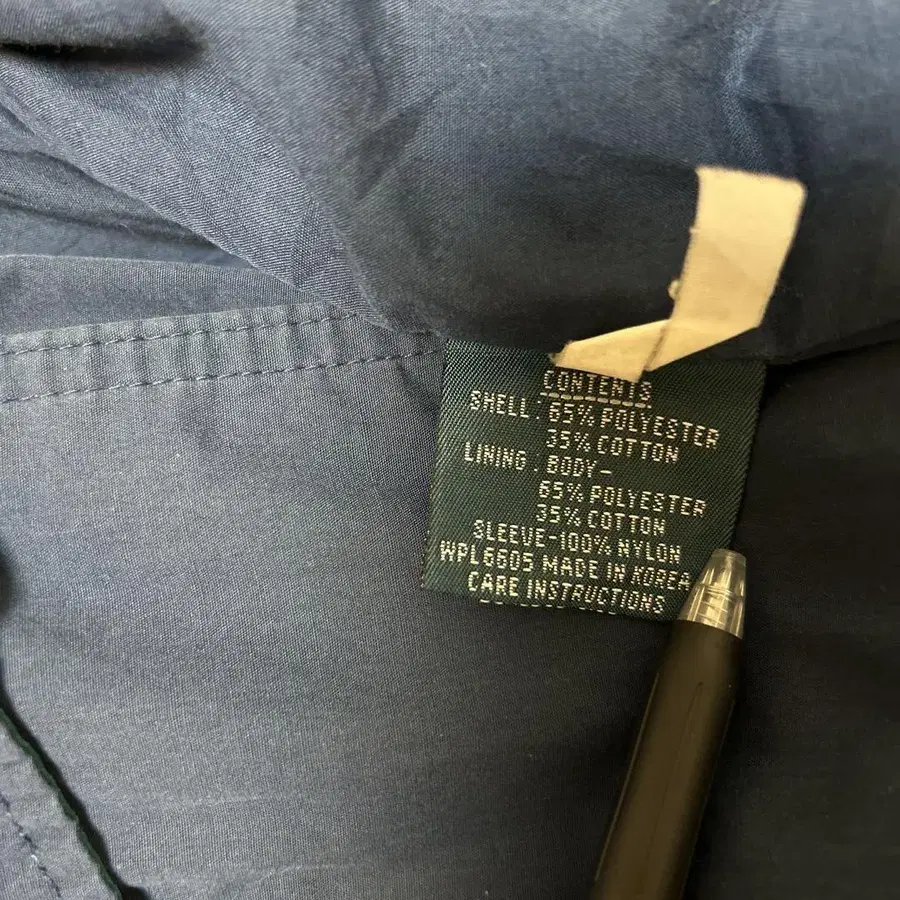 CONTENTS
SHELL . 65% POLYESTER
35% COTTON
LINING . BODY-
65% POLYESTER
35% COTTON
SLEEVE-100% NYLON
WPL6605 MADE IN KOREA
CARE INSTRUCTIONS